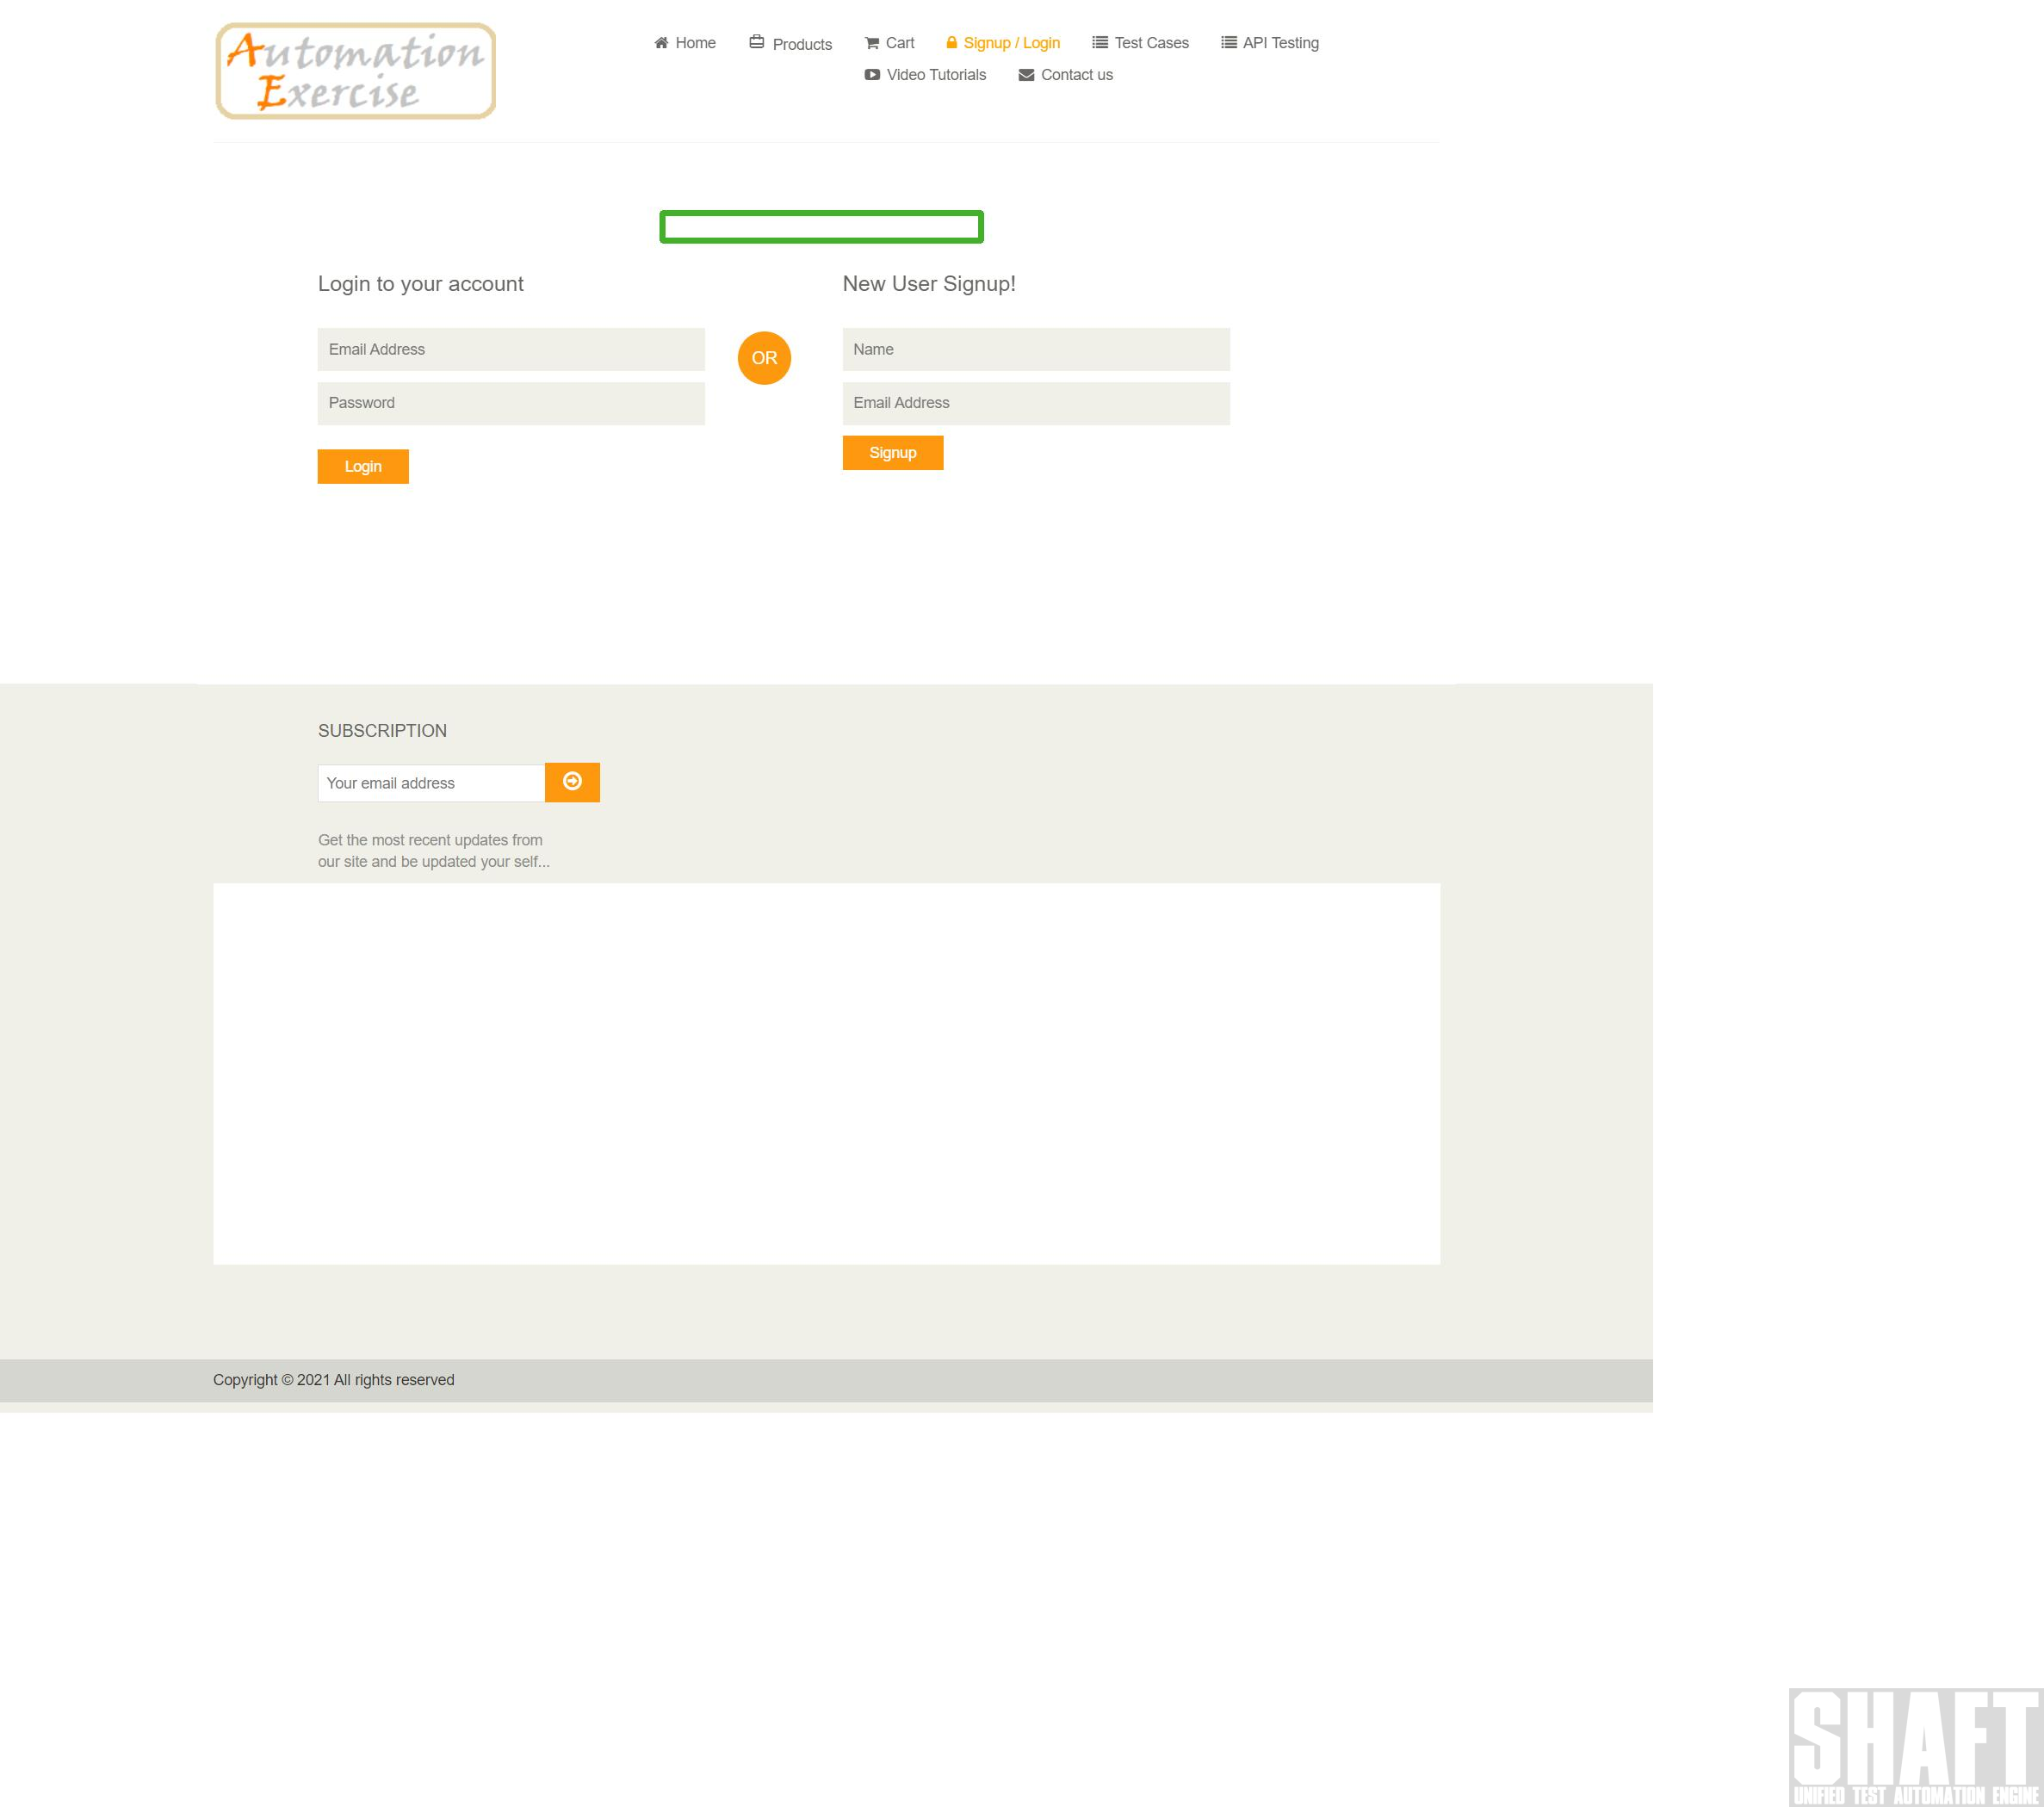 Automation
Exercise
Home
Products
Cart
Signup / Login
Test Cases
API Testing
Video Tutorials
Contact us
Login to your account
Email Address
Password
Login
OR
New User Signup!
Name
Email Address
Signup
SUBSCRIPTION
Your email address
Get the most recent updates from
our site and be updated your self...
Copyright © 2021 All rights reserved
SHAFT
UNIFIED TEST AUTOMATION ENGINE